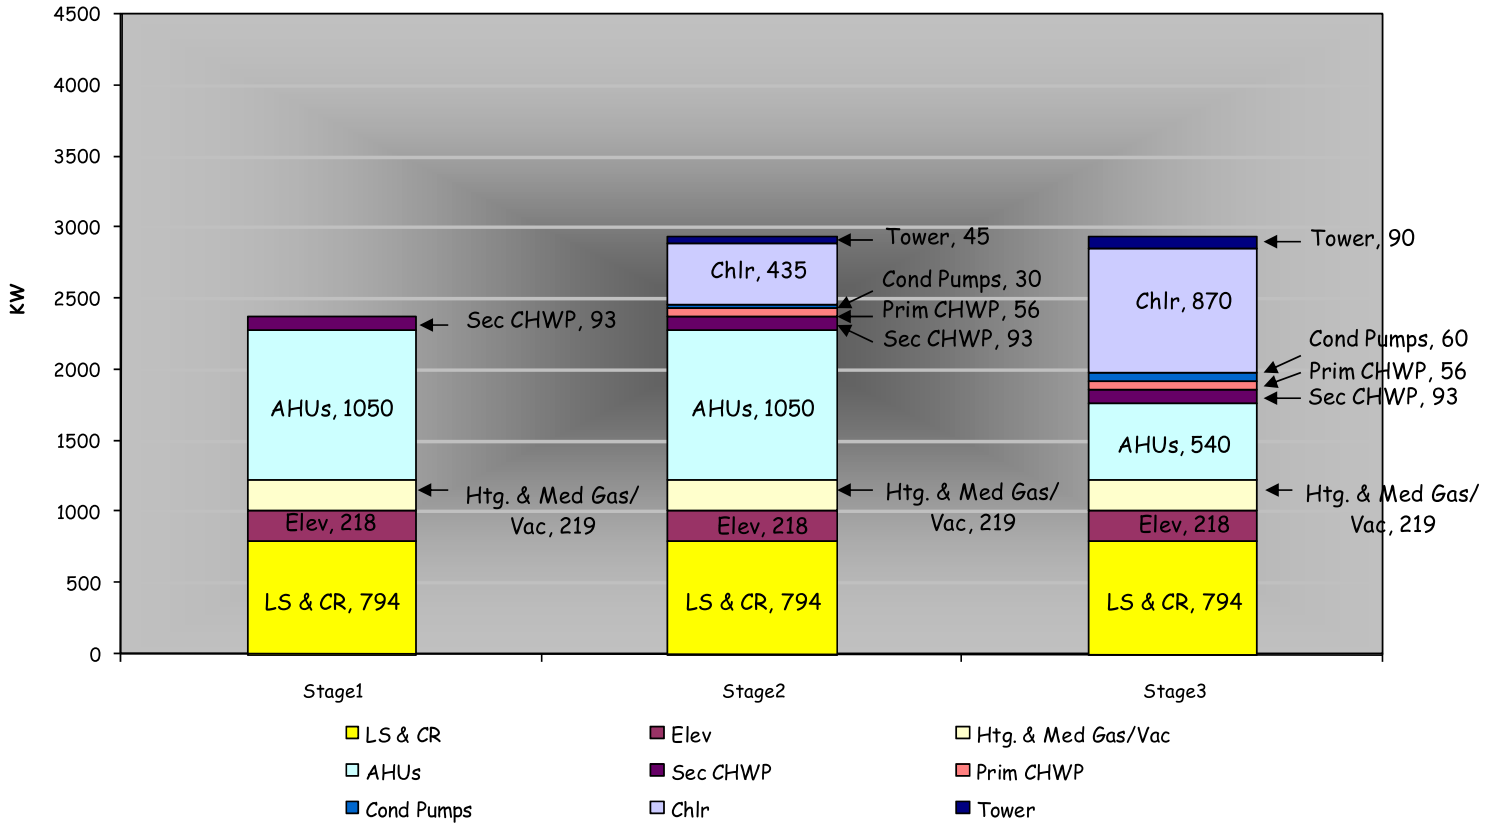 4500
4000
3500
3000
2500
2000
1500
1000
500
0
KW
Sec CHWP, 93
AHUs, 1050
Htg. & Med Gas/
Vac, 219
Elev, 218
LS & CR, 794
Tower, 45
Chlr, 435
Cond Pumps, 30
Prim CHWP, 56
Sec CHWP, 93
AHUs, 1050
Htg. & Med Gas/
Vac, 219
Elev, 218
LS & CR, 794
Tower, 90
Chlr, 870
Cond Pumps, 60
Prim CHWP, 56
Sec CHWP, 93
AHUs, 540
Htg. & Med Gas/
Vac, 219
Elev, 218
LS & CR, 794
Stage1
Stage2
Stage3
LS & CR
Elev
Htg. & Med Gas/Vac
AHUs
Sec CHWP
Prim CHWP
Cond Pumps
Chlr
Tower